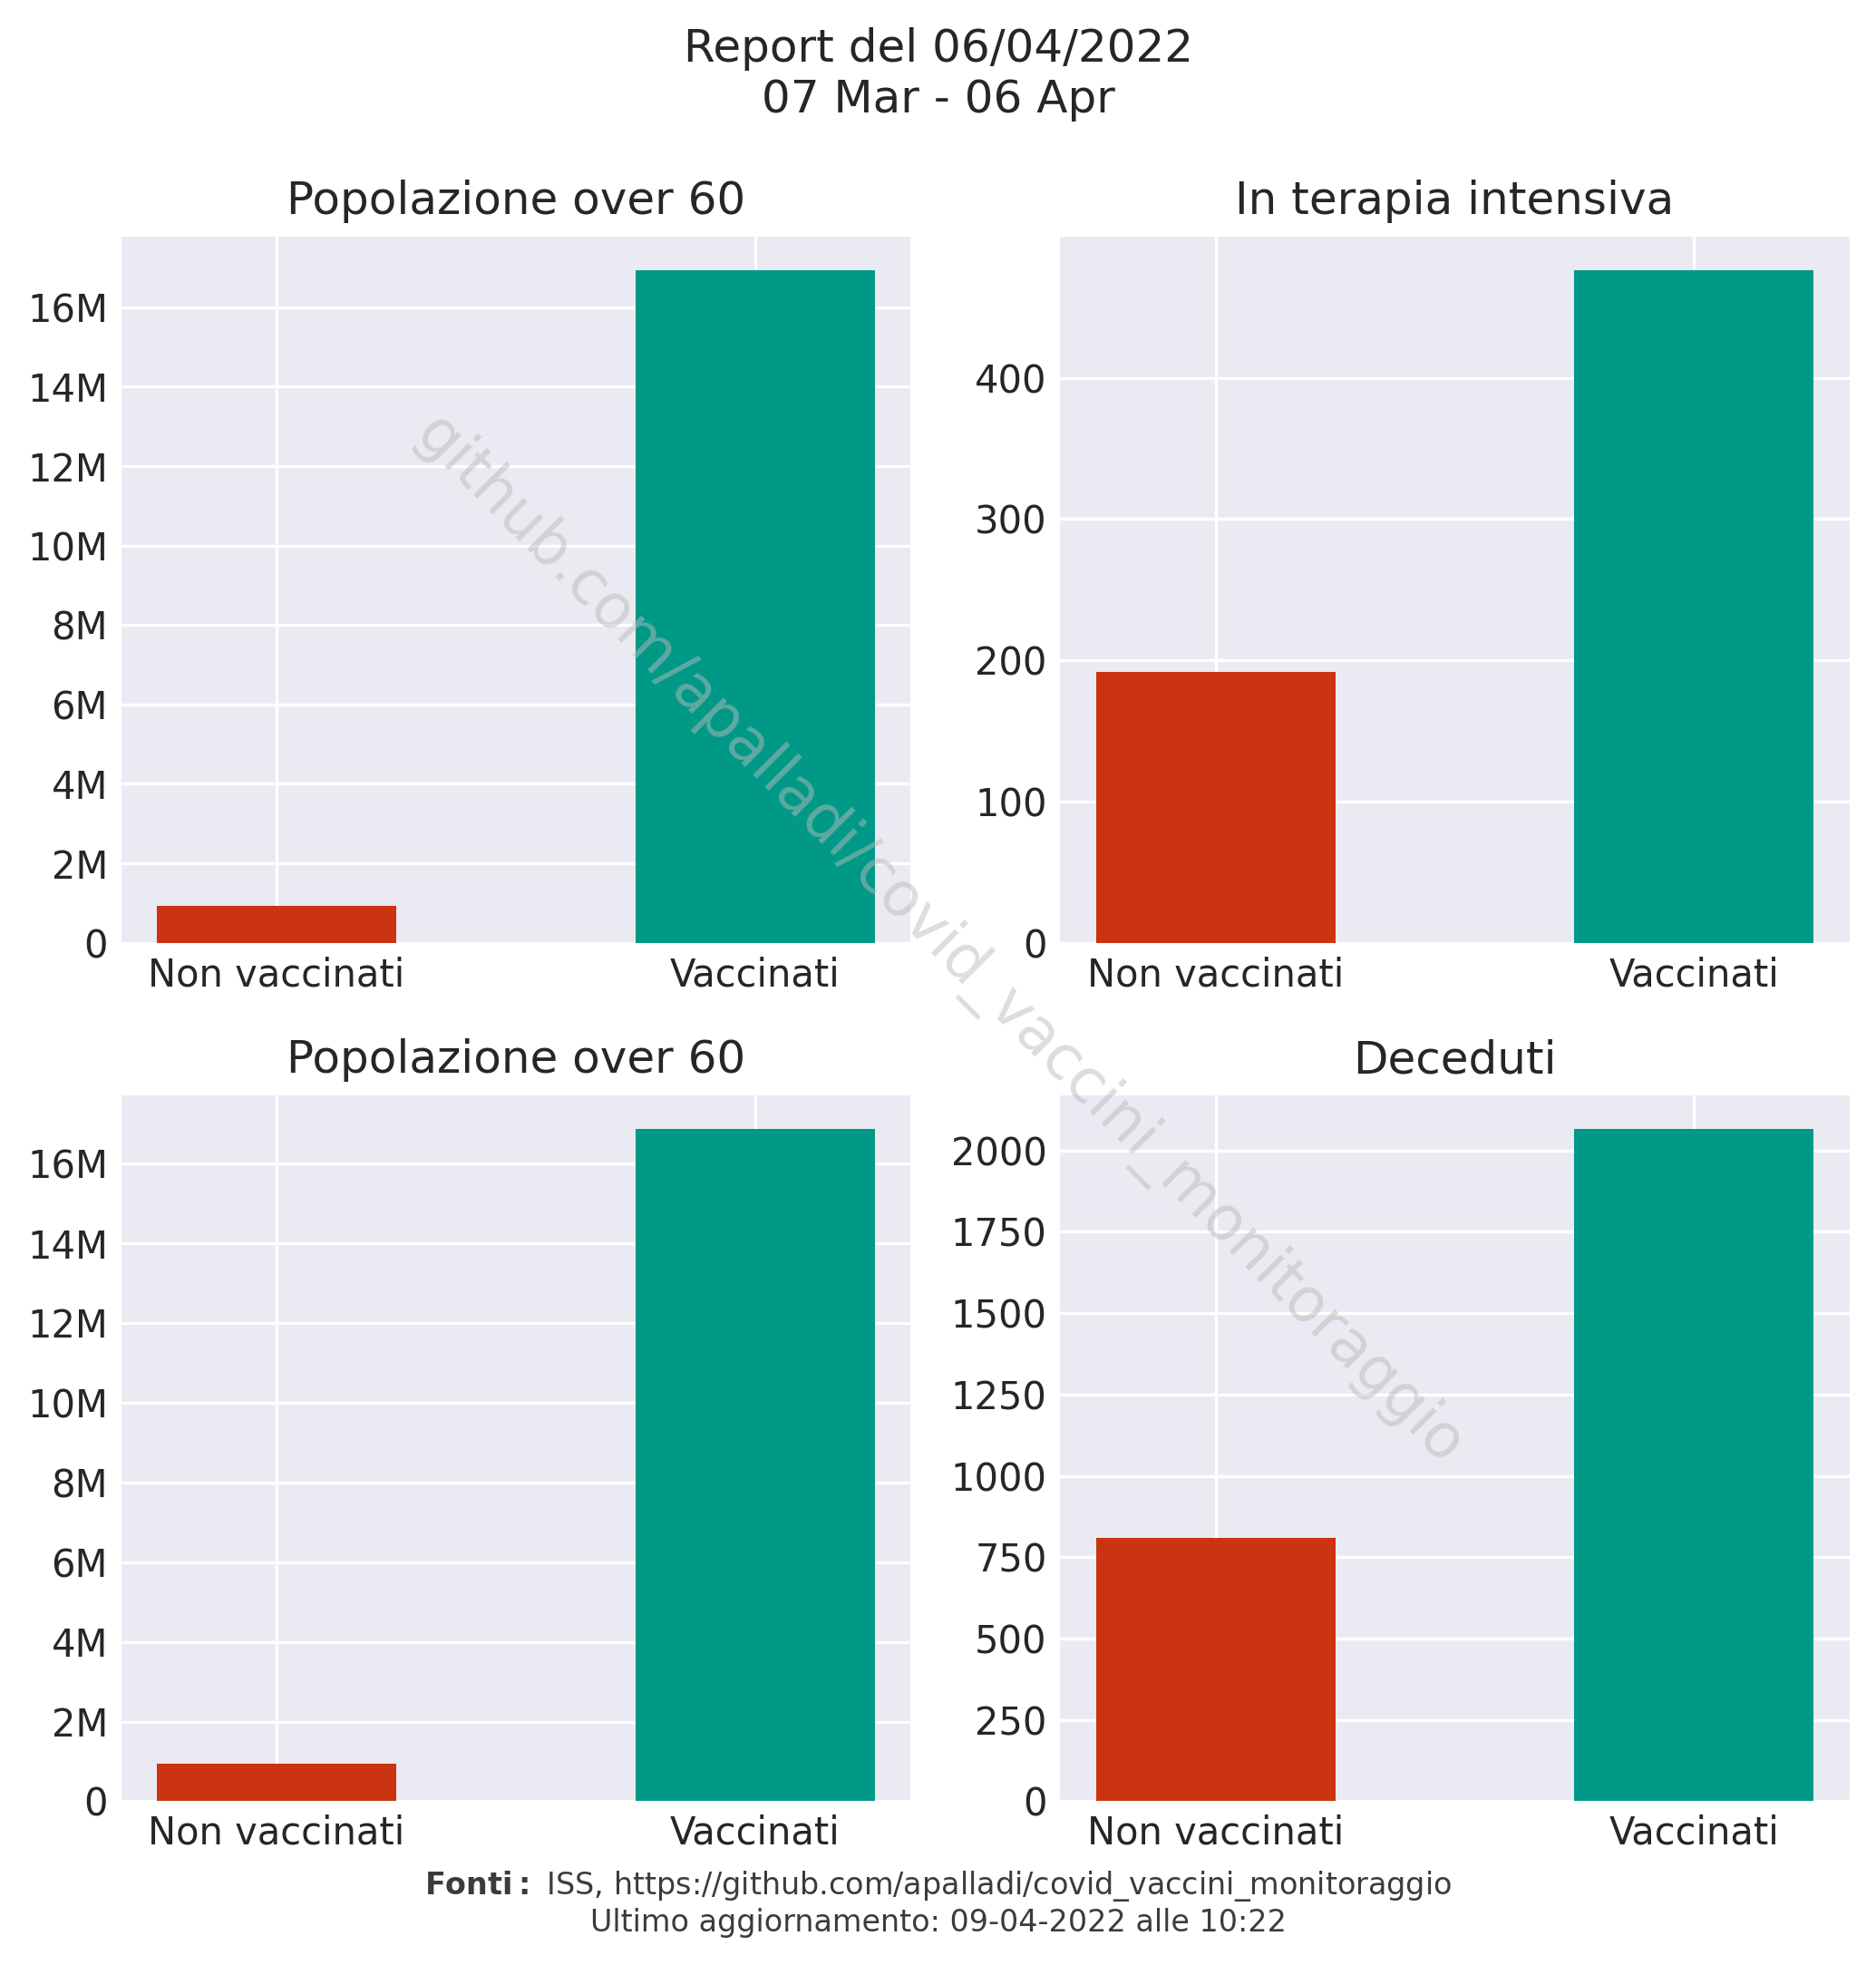 Report del 06/04/2022
07 Mar - 06 Apr
Popolazione over 60
16M
14M
12M
10M
8M
6M
4M
2M
0
Non vaccinati
Vaccinati
In terapia intensiva
400
300
200
100
0
Non vaccinati
Vaccinati
Popolazione over 60
16M
14M
12M
10M
8M
6M
4M
2M
0
Non vaccinati
Vaccinati
Deceduti
2000
1750
1500
1250
1000
750
500
250
0
Non vaccinati
Vaccinati
github.com/apalladi/covid_vaccini_monitoraggio
Fonti: ISS, https://github.com/apalladi/covid_vaccini_monitoraggio
Ultimo aggiornamento: 09-04-2022 alle 10:22